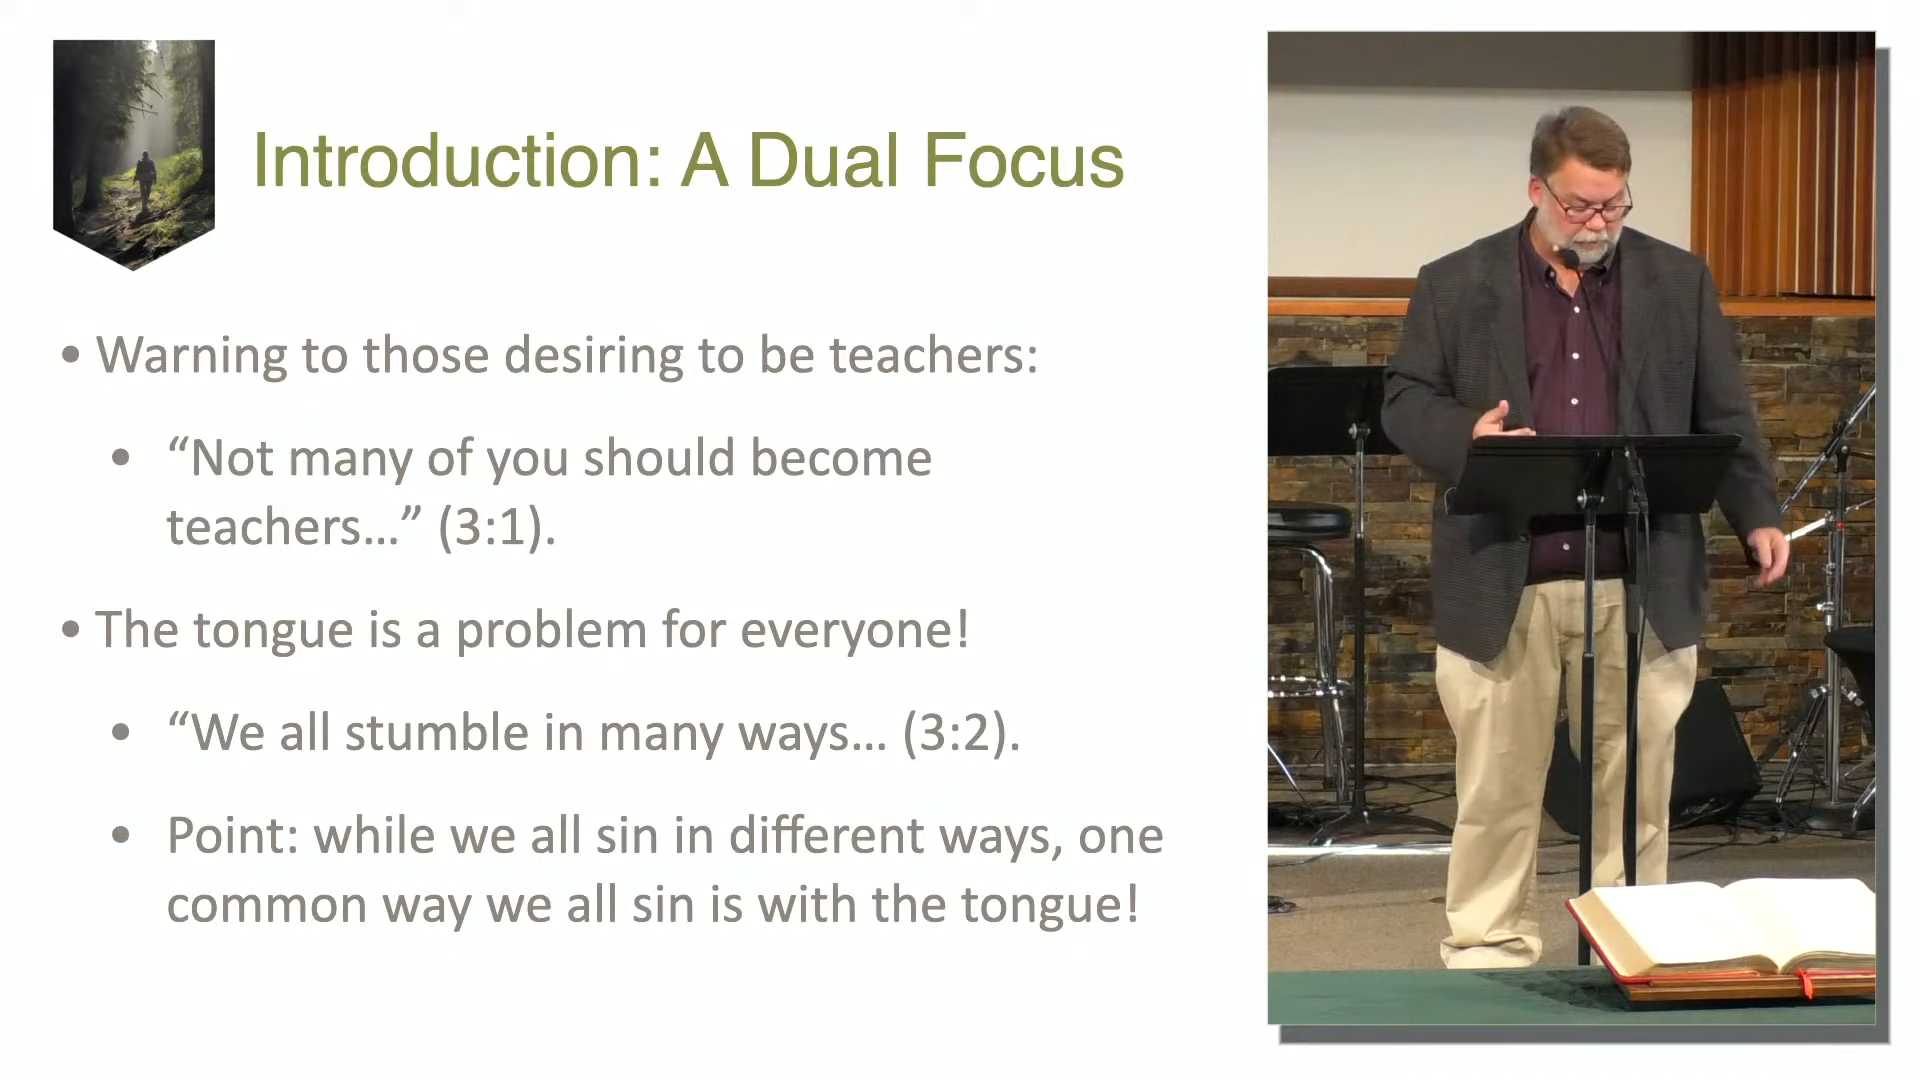 Introduction: A Dual Focus
• Warning to those desiring to be teachers:
• “Not many of you should become
teachers…” (3:1).
• The tongue is a problem for everyone!
• “We all stumble in many ways… (3:2).
• Point: while we all sin in different ways, one
common way we all sin is with the tongue!